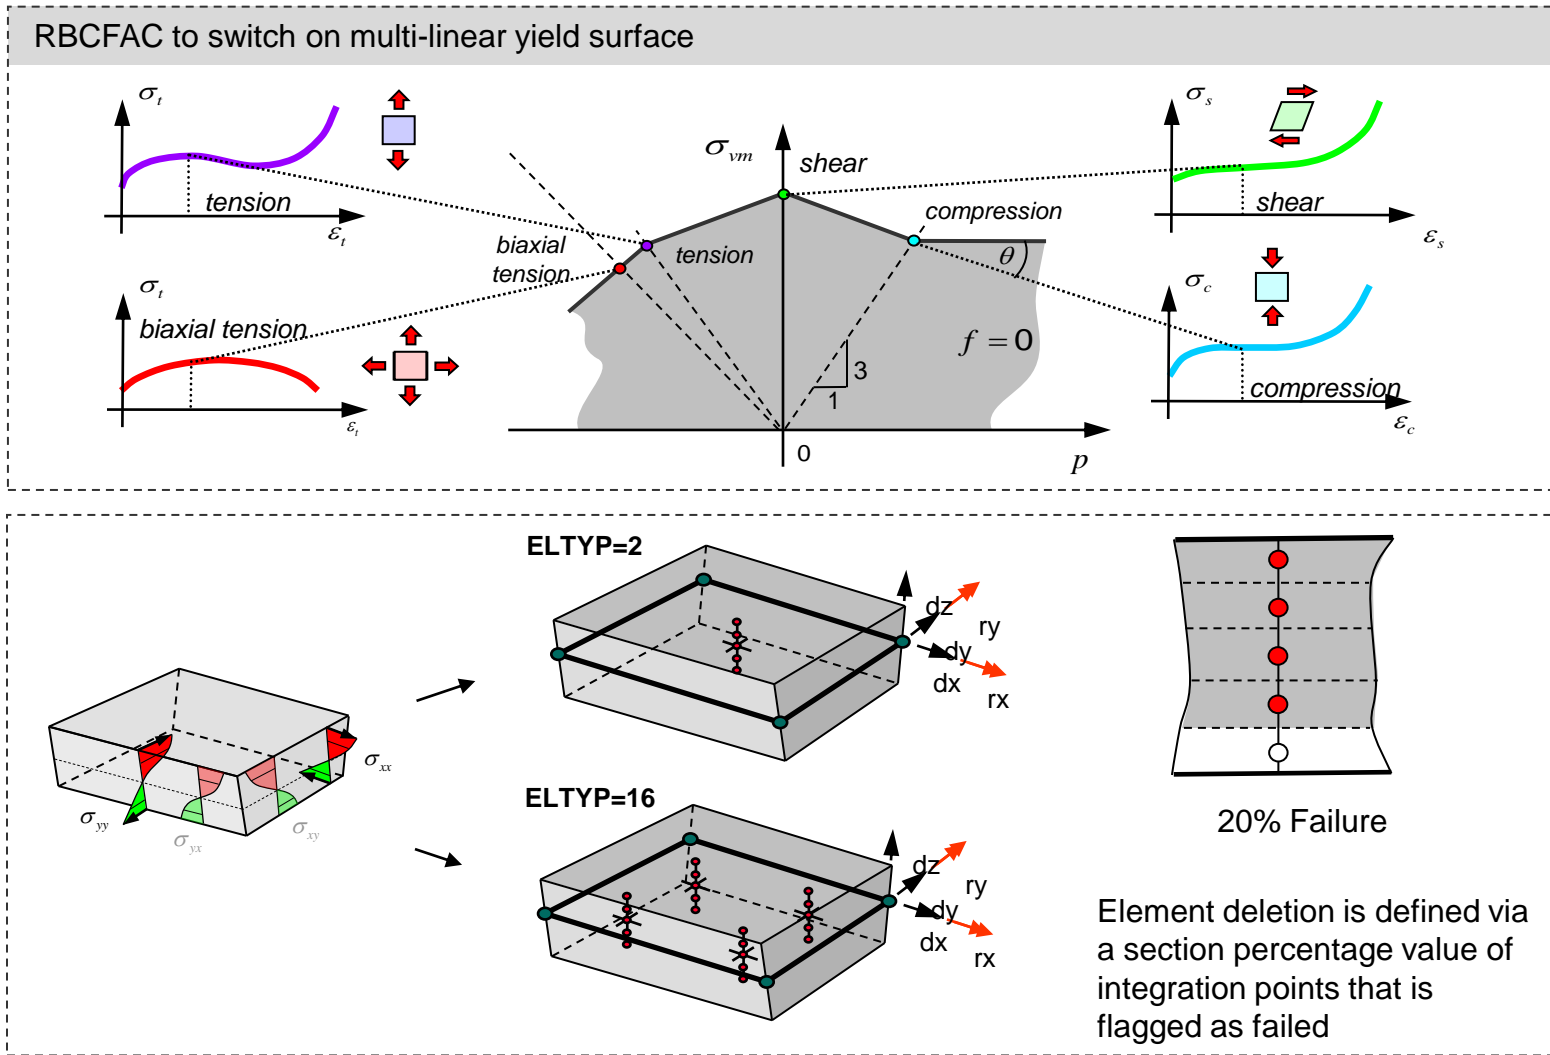 RBCFAC to switch on multi-linear yield surface
σt
tension
εt
σt
biaxial tension
εt
σvm
shear
compression
biaxial
tension
tension
θ
f = 0
3
1
0
p
σs
shear
εs
σc
compression
εc
ELTYP=2
dz
ry
dy
dx
rx
σxx
σyy
σyx
σxy
ELTYP=16
dz
ry
dy
dx
rx
20% Failure
Element deletion is defined via
a section percentage value of
integration points that is
flagged as failed